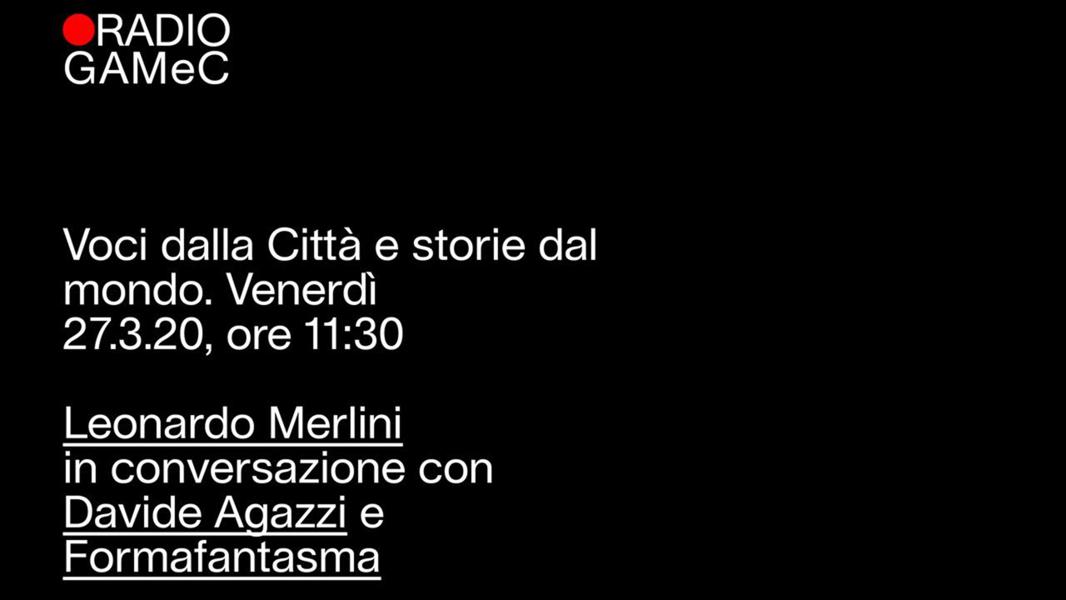 RADIO
GAMeC
Voci dalla Città e storie dal
mondo. Venerdì
27.3.20, ore 11:30
Leonardo Merlini
in conversazione con
Davide Agazzi e
Formafantasma